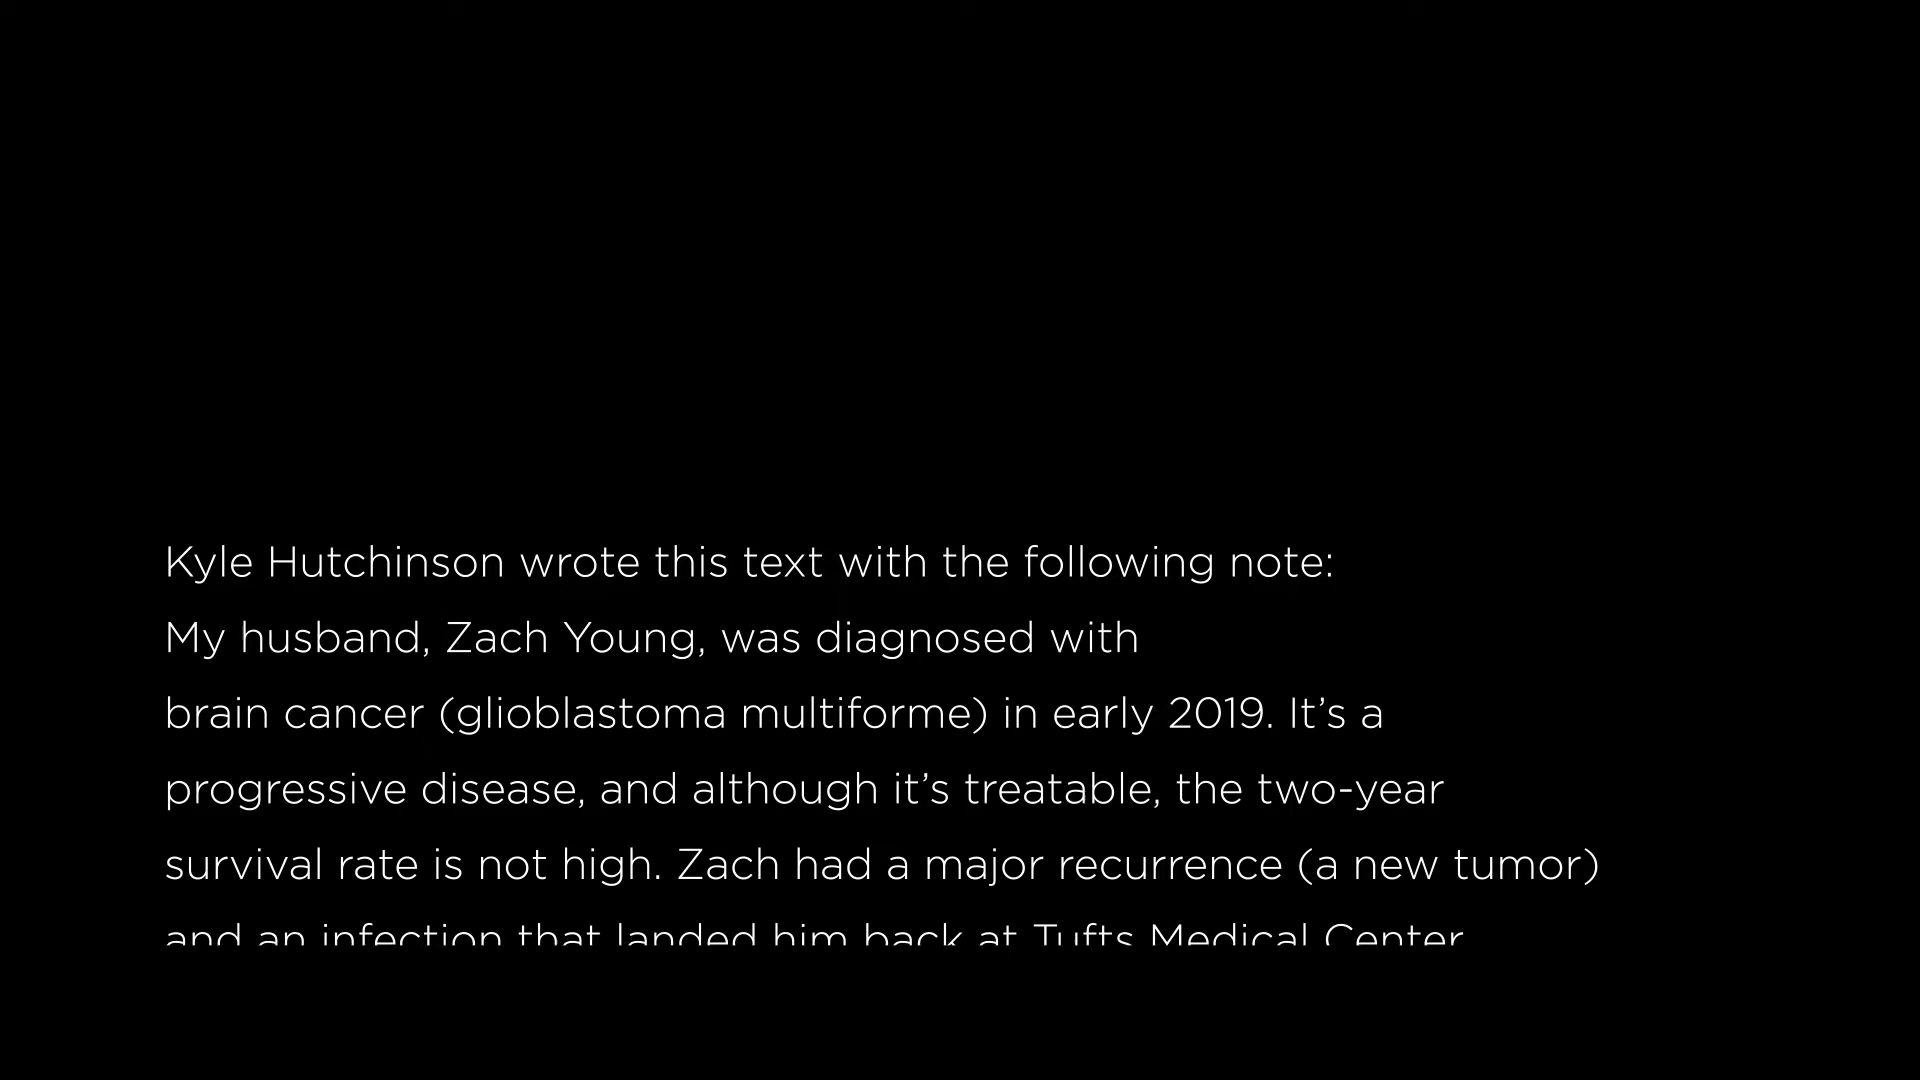 Kyle Hutchinson wrote this text with the following note:
My husband, Zach Young, was diagnosed with
brain cancer (glioblastoma multiforme) in early 2019. It’s a
progressive disease, and although it’s treatable, the two-year
survival rate is not high. Zach had a major recurrence (a new tumor)
and an infection that landed him back at Tufts Medical Center